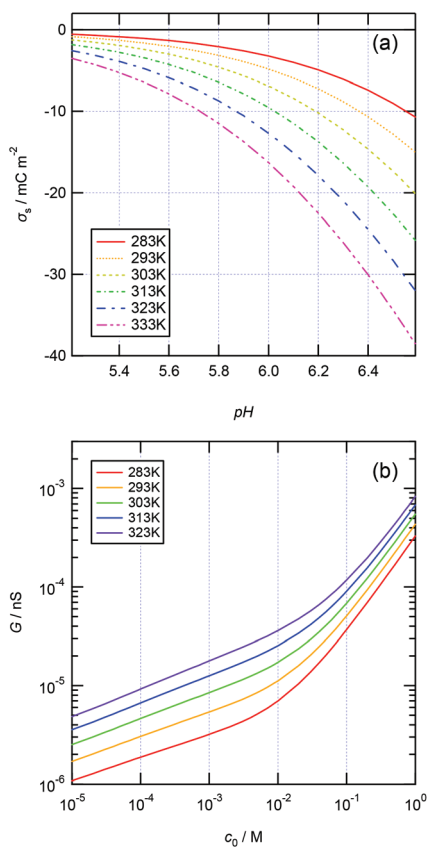 (a)
0
-10
-20
-30
-40
σs / mC m⁻²
283K
293K
303K
313K
323K
333K
5.4 5.6 5.8 6.0 6.2 6.4
pH
(b)
10⁻³
10⁻⁴
10⁻⁵
10⁻⁶
G / nS
283K
293K
303K
313K
323K
10⁻⁵ 10⁻⁴ 10⁻³ 10⁻² 10⁻¹ 10⁰
c₀ / M